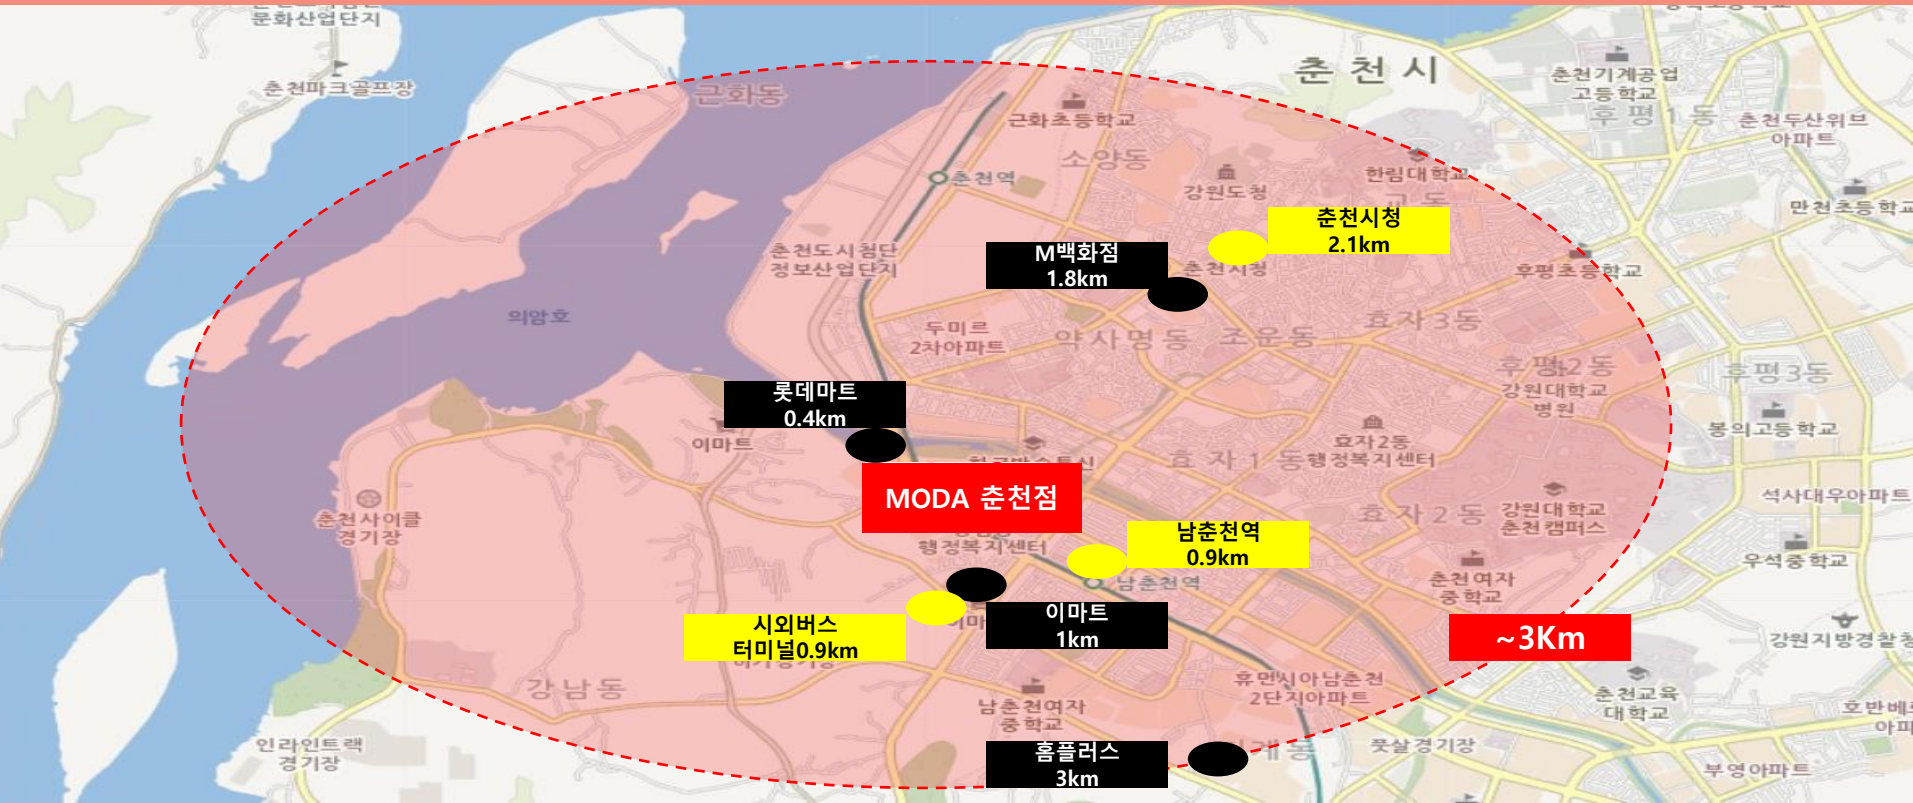 문화산업단지
춘천파크골프장
근화동
춘천시
춘천기계공업
고등학교
후평1동
춘천두산위브
아파트
근화초등학교
소양동
춘천역
강원도청
한림대학교
교동
만천초등학교
춘천시청
2.1km
M백화점
1.8km
춘천시청
춘천도시첨단
정보산업단지
후평초등학교
의암호
두미르
2차아파트
약사명동
조운동
효자3동
후평2동
강원대학교
병원
후평3동
롯데마트
0.4km
이마트
효자2동
행정복지센터
봉의고등학교
효자1동
MODA 춘천점
춘천사이클
경기장
효자2동
강원대학교
춘천캠퍼스
석사대우아파트
행정복지센터
남춘천역
0.9km
남춘천역
춘천여자
중학교
우석중학교
시외버스
터미널0.9km
이마트
1km
~3Km
강원지방경찰청
강남동
남춘천여자
중학교
휴먼시아남춘천
2단지아파트
춘천교육
대학교
인라인트랙
경기장
홈플러스
3km
풋살경기장
부영아파트